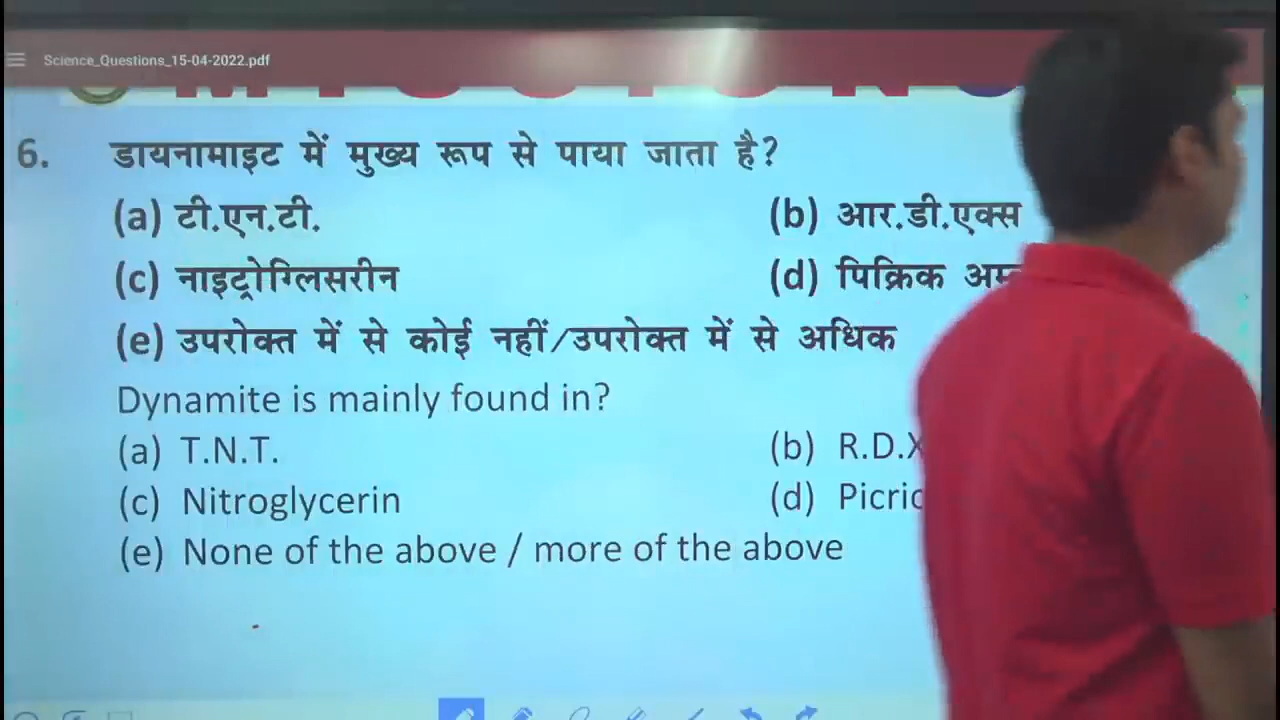 Science_Questions_15-04-2022.pdf
6. डायनामाइट में मुख्य रूप से पाया जाता है?
(a) टी.एन.टी. (b) आर.डी.एक्स
(c) नाइट्रोग्लिसरीन (d) पिक्रिक
(e) उपरोक्त में से कोई नहीं/उपरोक्त में से अधिक
Dynamite is mainly found in?
(a) T.N.T. (b) R.D.X
(c) Nitroglycerin (d) Picric
(e) None of the above / more of the above